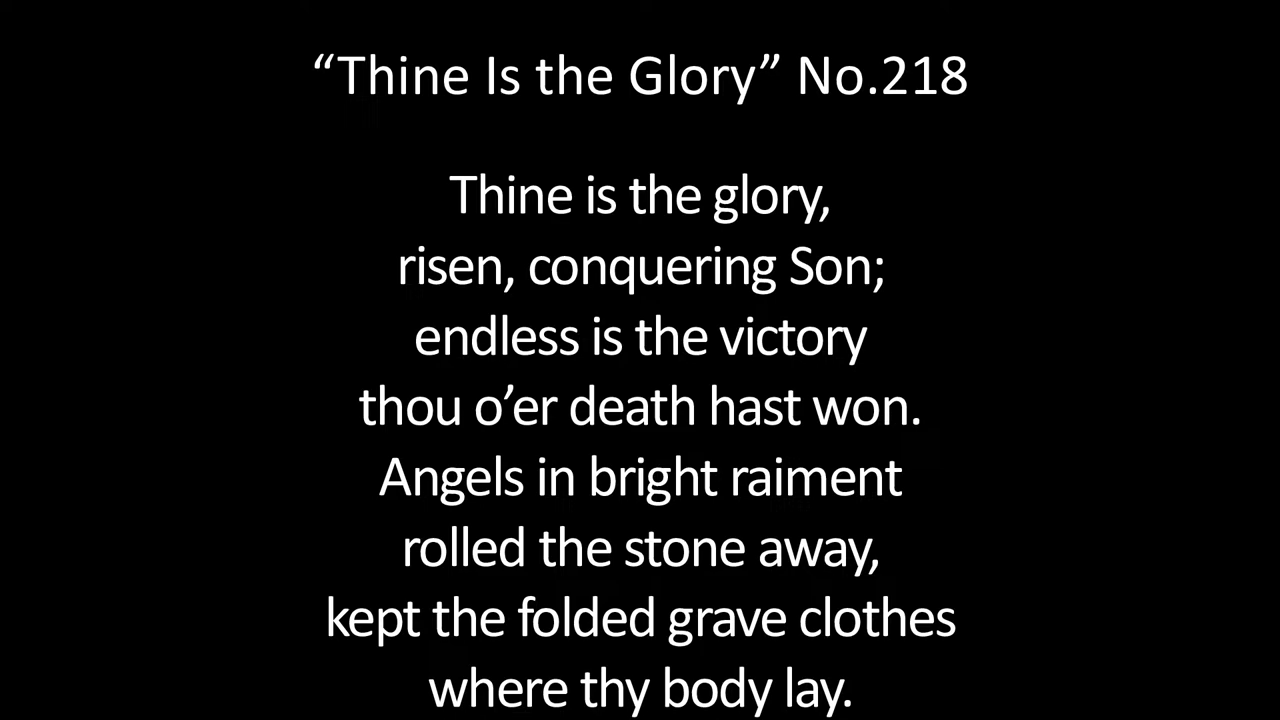 “Thine Is the Glory” No.218
Thine is the glory,
risen, conquering Son;
endless is the victory
thou o’er death hast won.
Angels in bright raiment
rolled the stone away,
kept the folded grave clothes
where thy body lay.